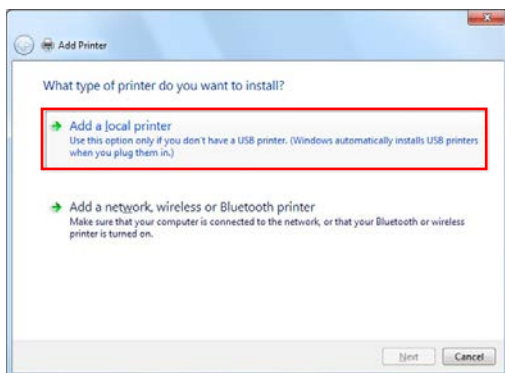 Add Printer
What type of printer do you want to install?
Add a local printer
Use this option only if you don't have a USB printer. (Windows automatically installs USB printers
when you plug them in.)
Add a network, wireless or Bluetooth printer
Make sure that your computer is connected to the network, or that your Bluetooth or wireless
printer is turned on.
Next Cancel